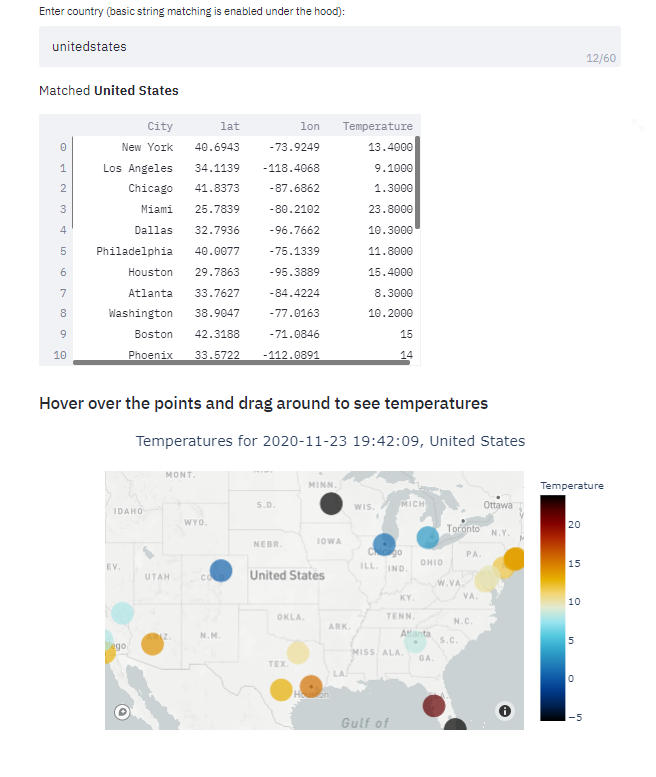 Enter country (basic string matching is enabled under the hood):
unitedstates
12/60
Matched United States
City lat lon Temperature
0 New York 40.6943 -73.9249 13.4000
1 Los Angeles 34.1139 -118.4068 9.1000
2 Chicago 41.8373 -87.6862 1.3000
3 Miami 25.7839 -80.2102 23.8000
4 Dallas 32.7936 -96.7662 10.3000
5 Philadelphia 40.0077 -75.1339 11.8000
6 Houston 29.7863 -95.3889 15.4000
7 Atlanta 33.7627 -84.4224 8.3000
8 Washington 38.9047 -77.0163 10.2000
9 Boston 42.3188 -71.0846 15
10 Phoenix 33.5722 -112.0891 14
Hover over the points and drag around to see temperatures
Temperatures for 2020-11-23 19:42:09, United States
MONT.
MINN.
Temperature
IDAHO
S.D.
WIS.
MICH
Ottawa
WYO.
Toronto
N.Y.
20
NEBR.
IOWA
Chicago
PA.
15
EV.
UTAH
CO
United States
ILL.
IND.
OHIO
W.VA.
VA.
10
KY.
OKLA.
TENN.
N.C.
ARK.
5
ego
ARIZ.
N.M.
Atlanta
S.C.
MISS.
ALA.
GA.
TEX.
LA.
0
Houston
Gulf of
−5